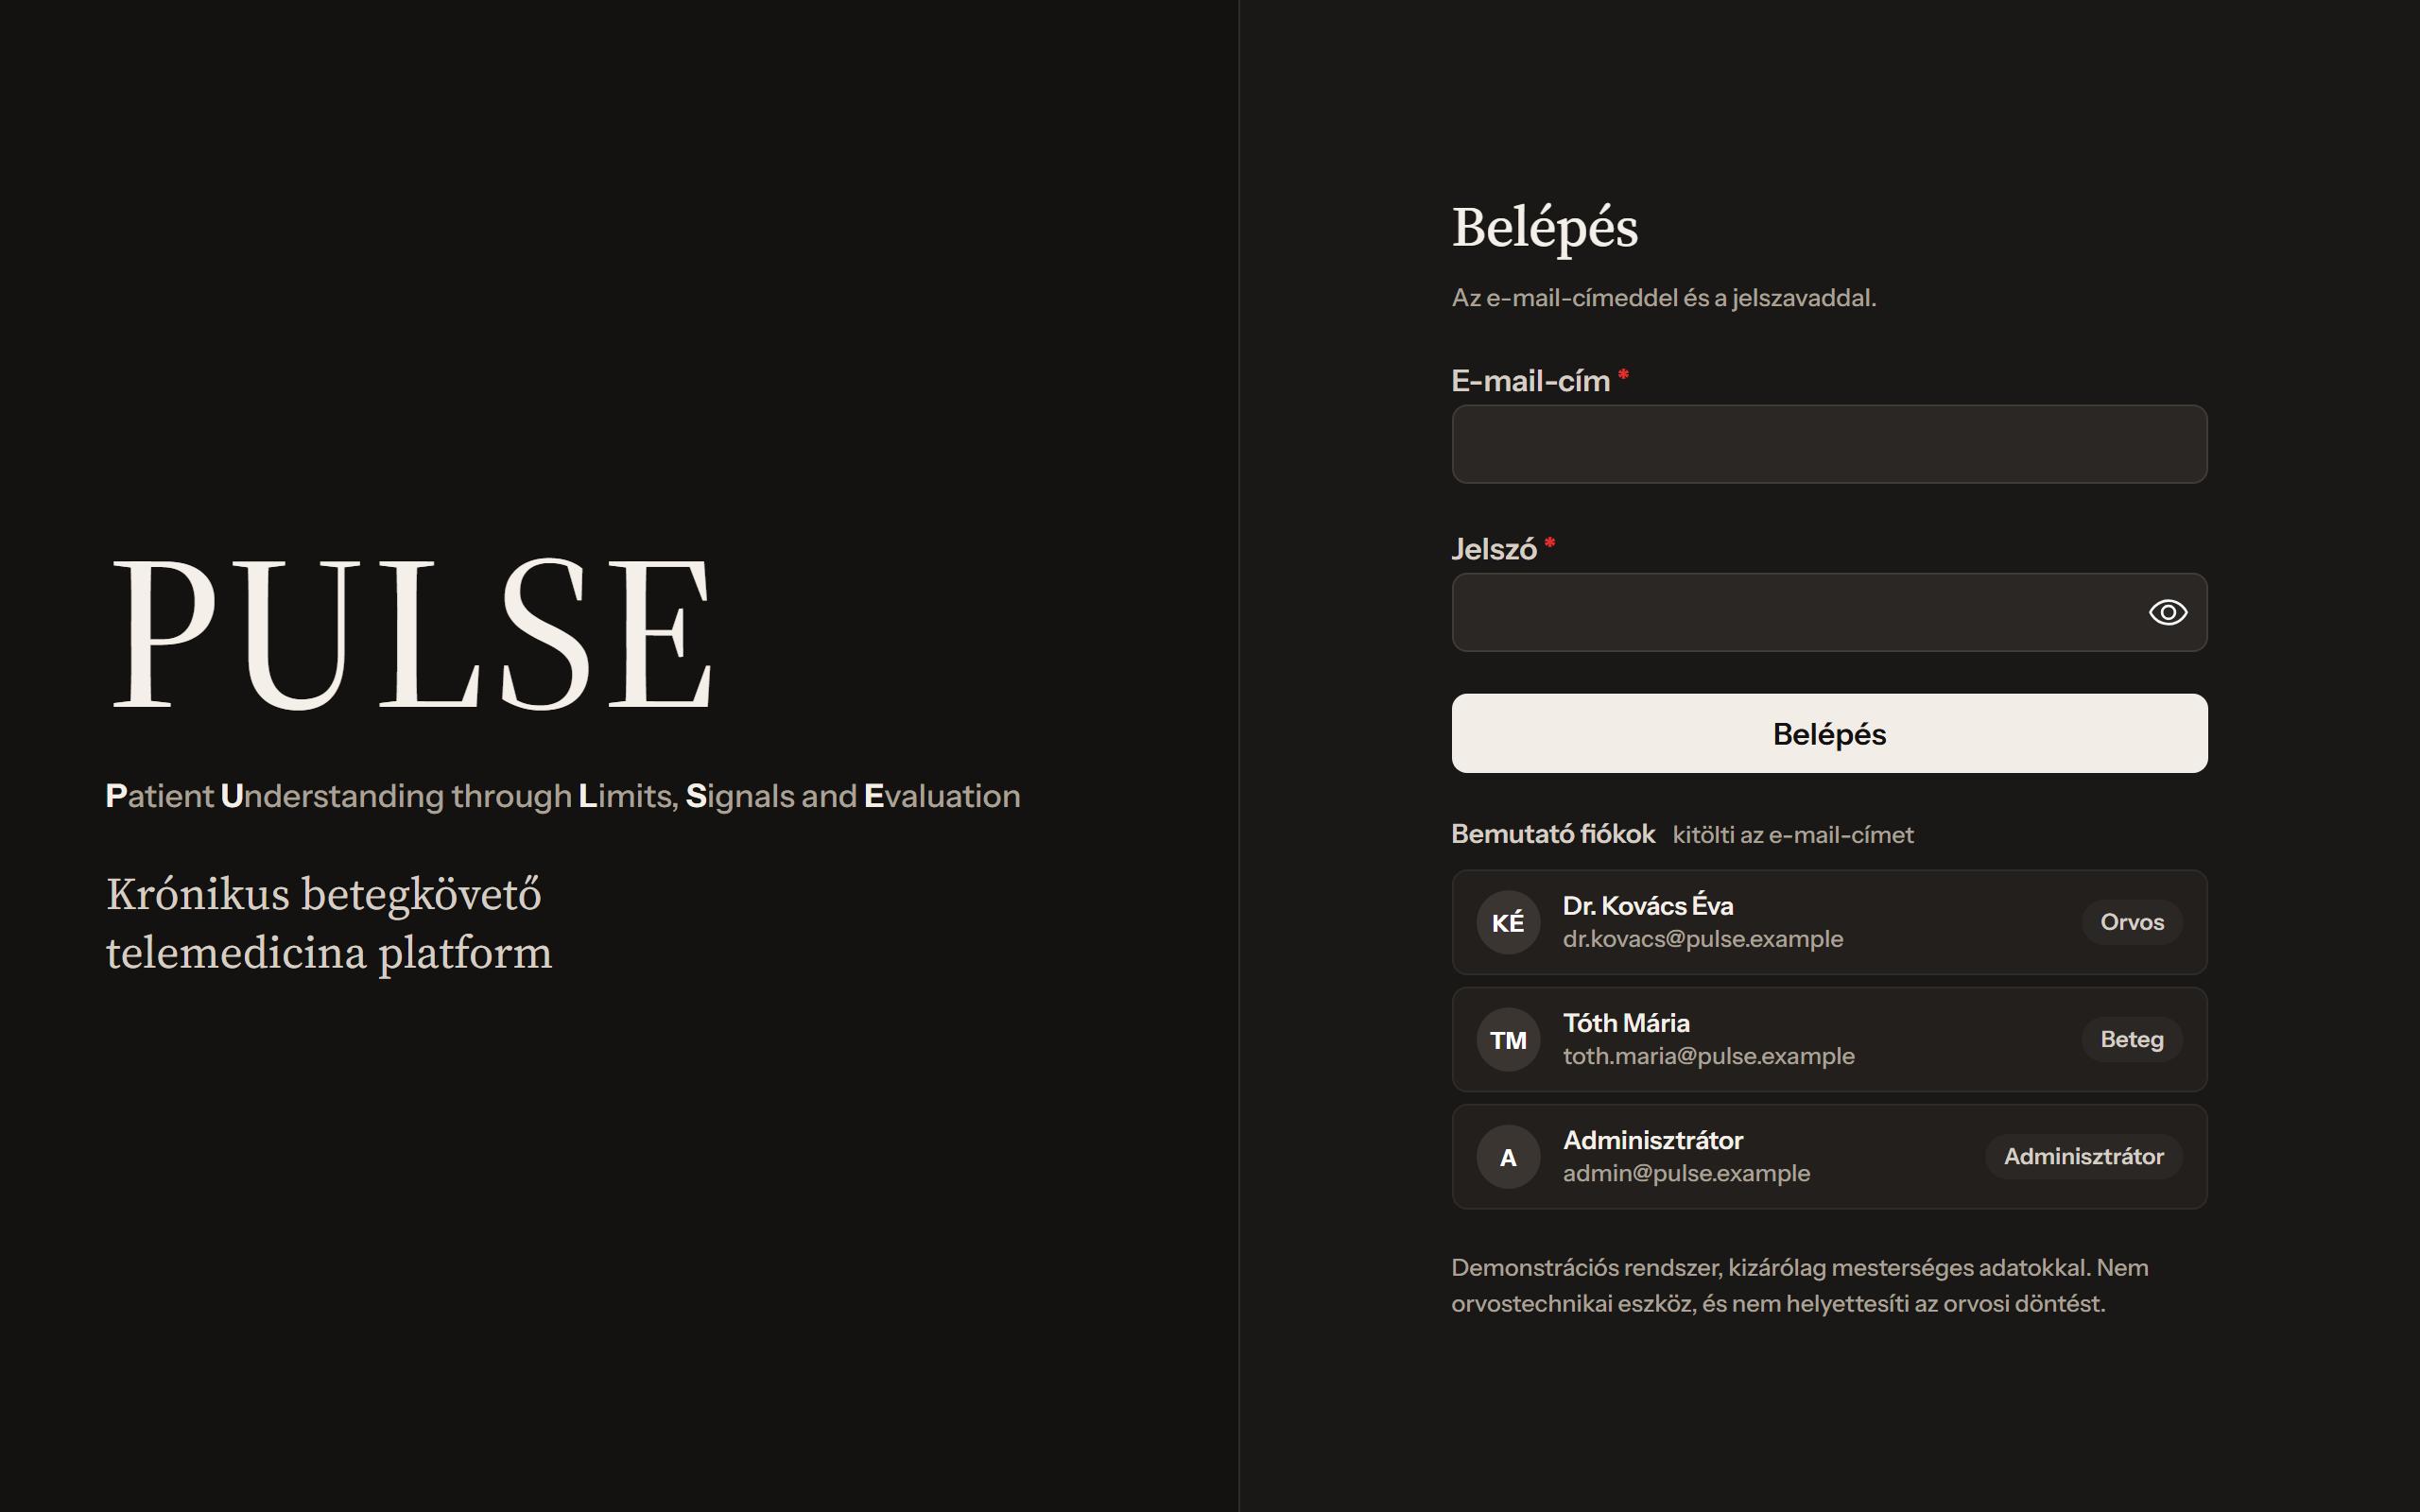 PULSE
Patient Understanding through Limits, Signals and Evaluation
Krónikus betegkövető
telemedicina platform
Belépés
Az e-mail-címeddel és a jelszavaddal.
E-mail-cím *
Jelszó *
Belépés
Bemutató fiókok kitölti az e-mail-címet
KÉ
Dr. Kovács Éva
dr.kovacs@pulse.example
Orvos
TM
Tóth Mária
toth.maria@pulse.example
Beteg
A
Adminisztrátor
admin@pulse.example
Adminisztrátor
Demonstrációs rendszer, kizárólag mesterséges adatokkal. Nem
orvostechnikai eszköz, és nem helyettesíti az orvosi döntést.